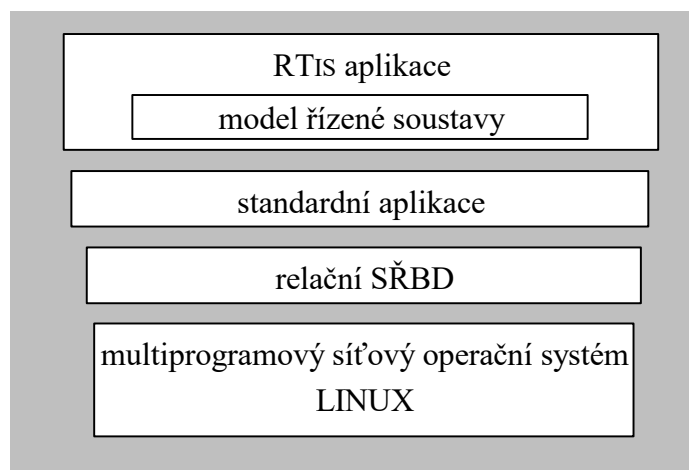 RTIS aplikace
model řízené soustavy
standardní aplikace
relační SŘBD
multiprogramový síťový operační systém
LINUX